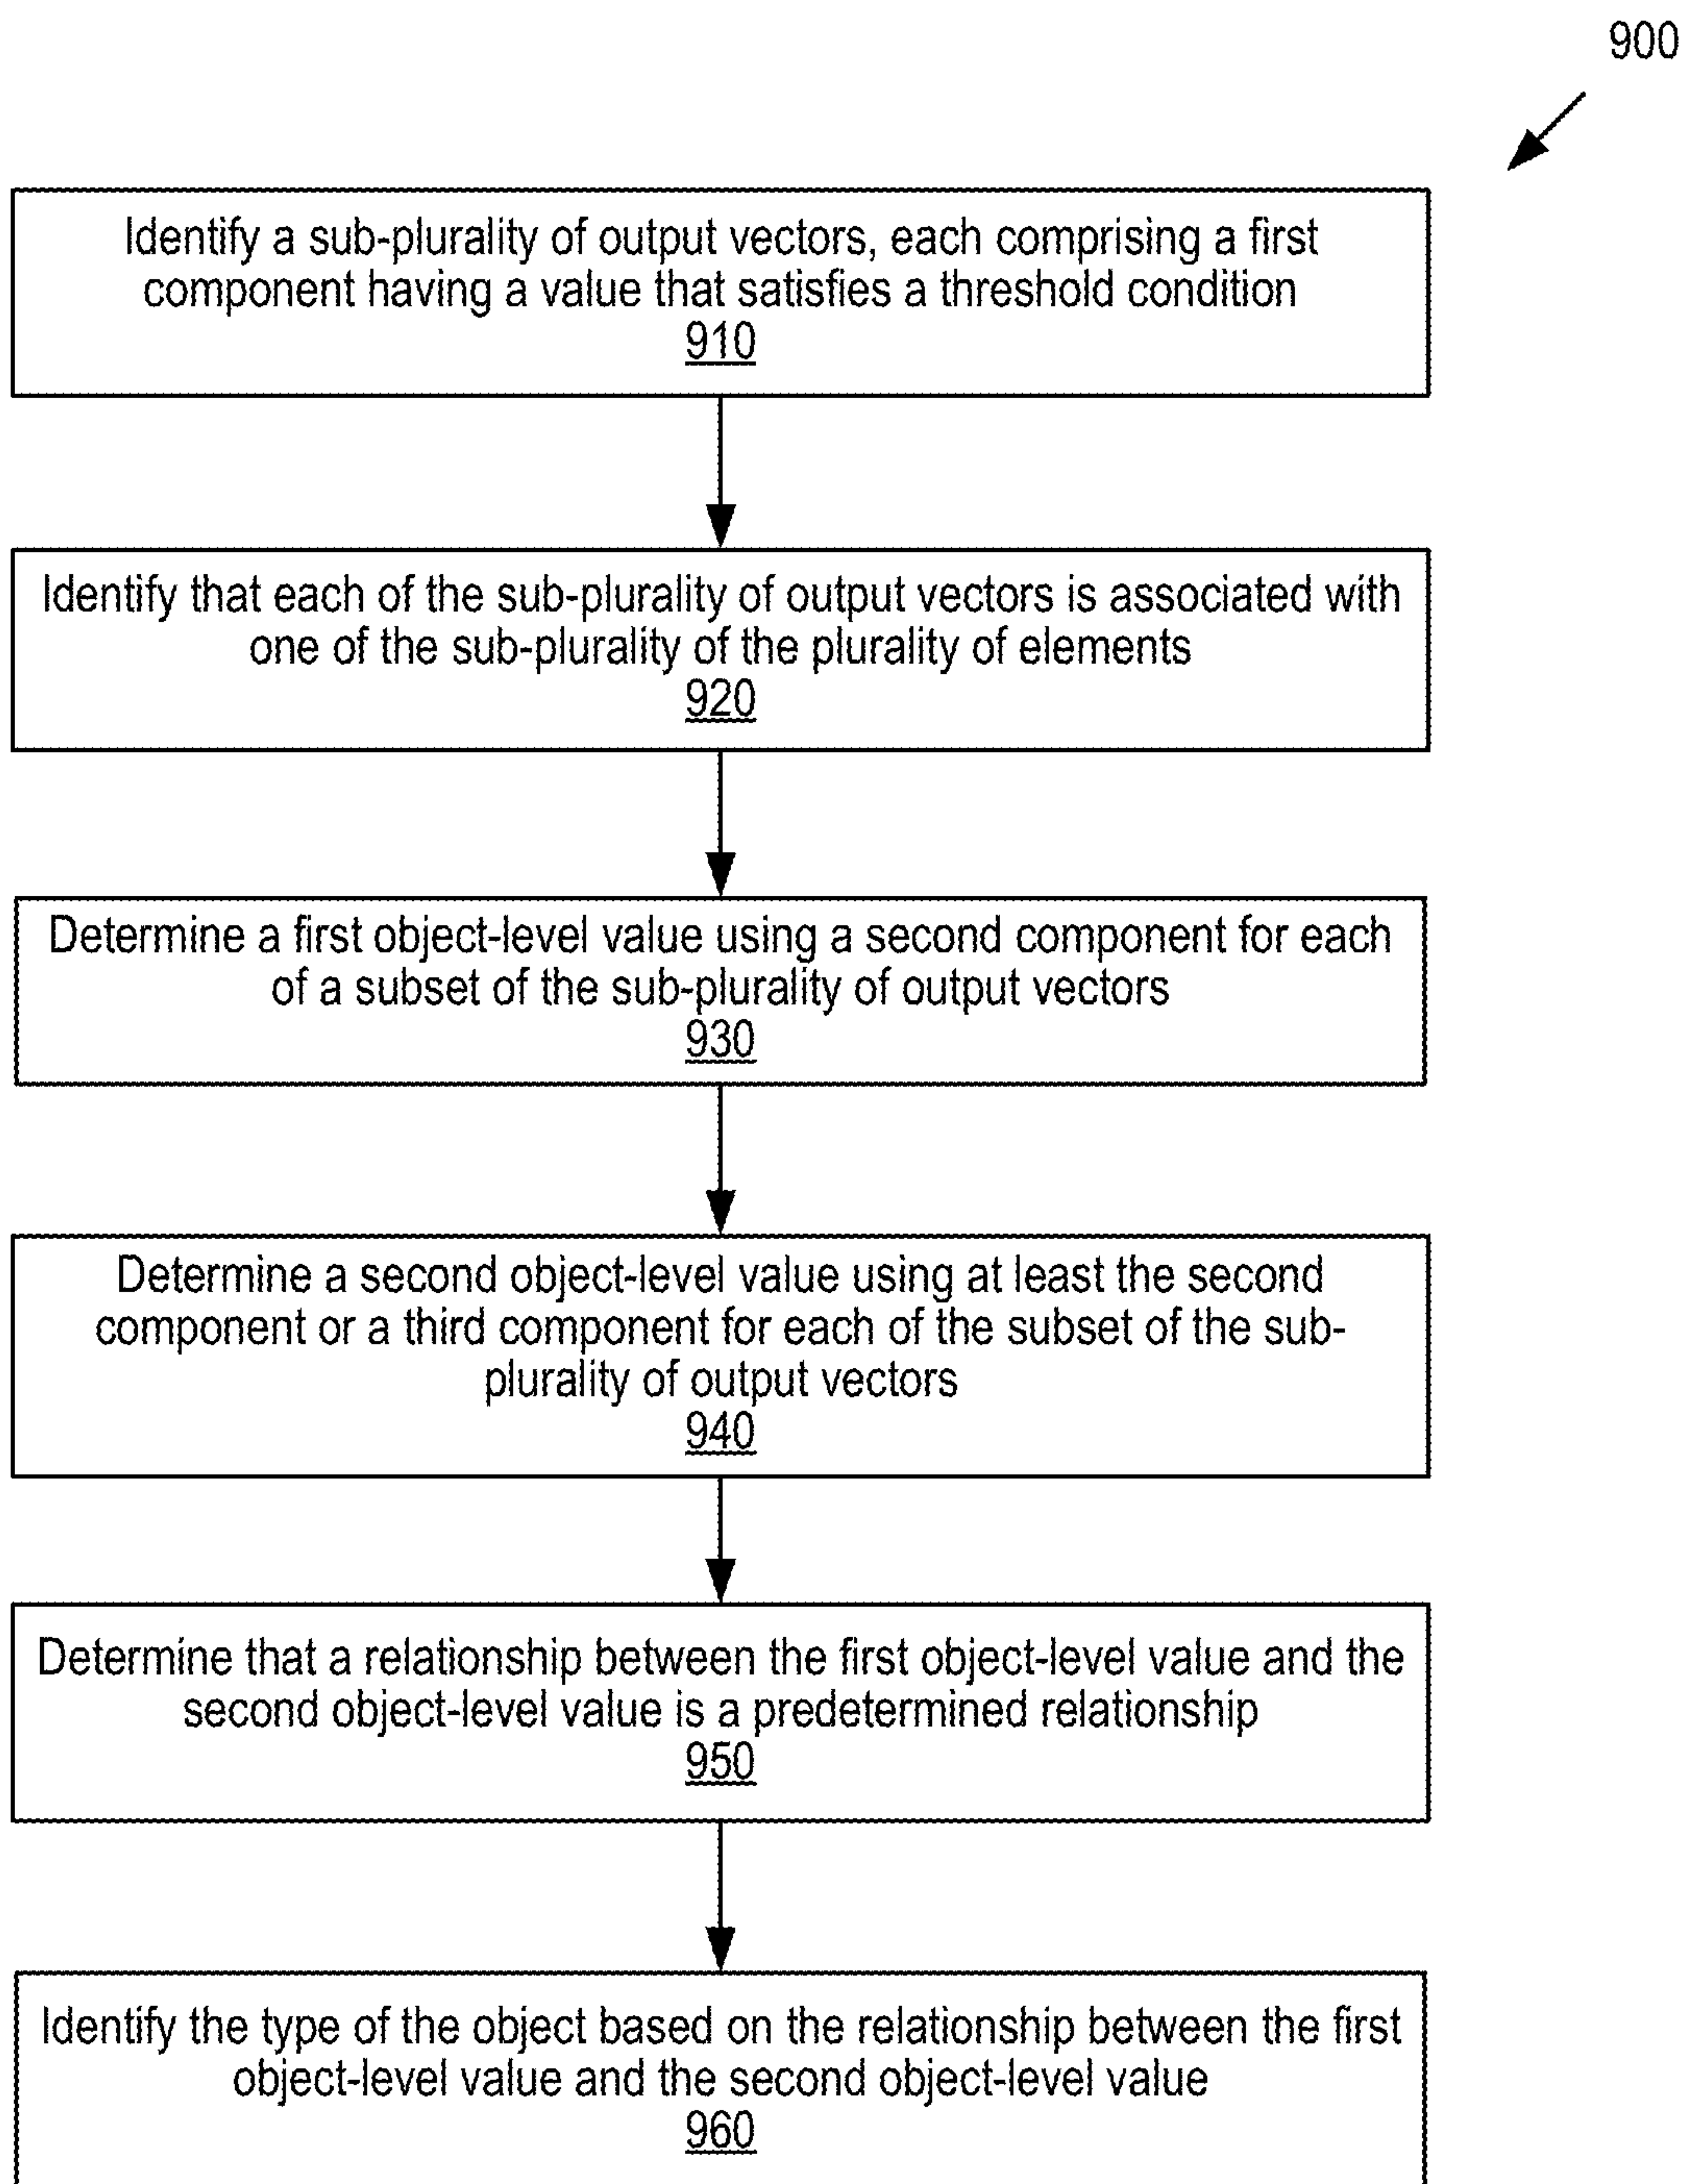 900
Identify a sub-plurality of output vectors, each comprising a first
component having a value that satisfies a threshold condition
910
Identify that each of the sub-plurality of output vectors is associated with
one of the sub-plurality of the plurality of elements
920
Determine a first object-level value using a second component for each
of a subset of the sub-plurality of output vectors
930
Determine a second object-level value using at least the second
component or a third component for each of the subset of the sub-
plurality of output vectors
940
Determine that a relationship between the first object-level value and the
second object-level value is a predetermined relationship
950
Identify the type of the object based on the relationship between the first
object-level value and the second object-level value
960